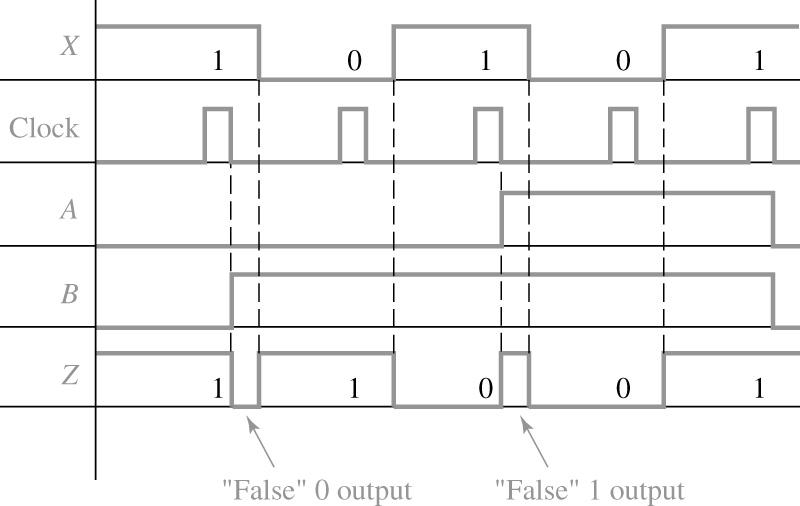 X 1 0 1 0 1
Clock
A
B
Z 1 1 0 0 1
"False" 0 output "False" 1 output